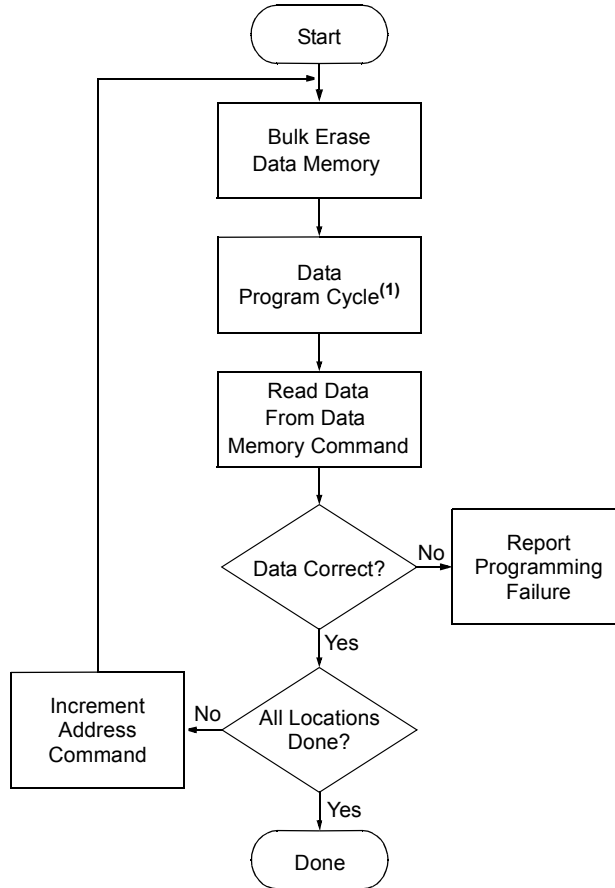 Start
Bulk Erase
Data Memory
Data
Program Cycle(1)
Read Data
From Data
Memory Command
Data Correct?
No
Report
Programming
Failure
Yes
Increment
Address
Command
No
All Locations
Done?
Yes
Done